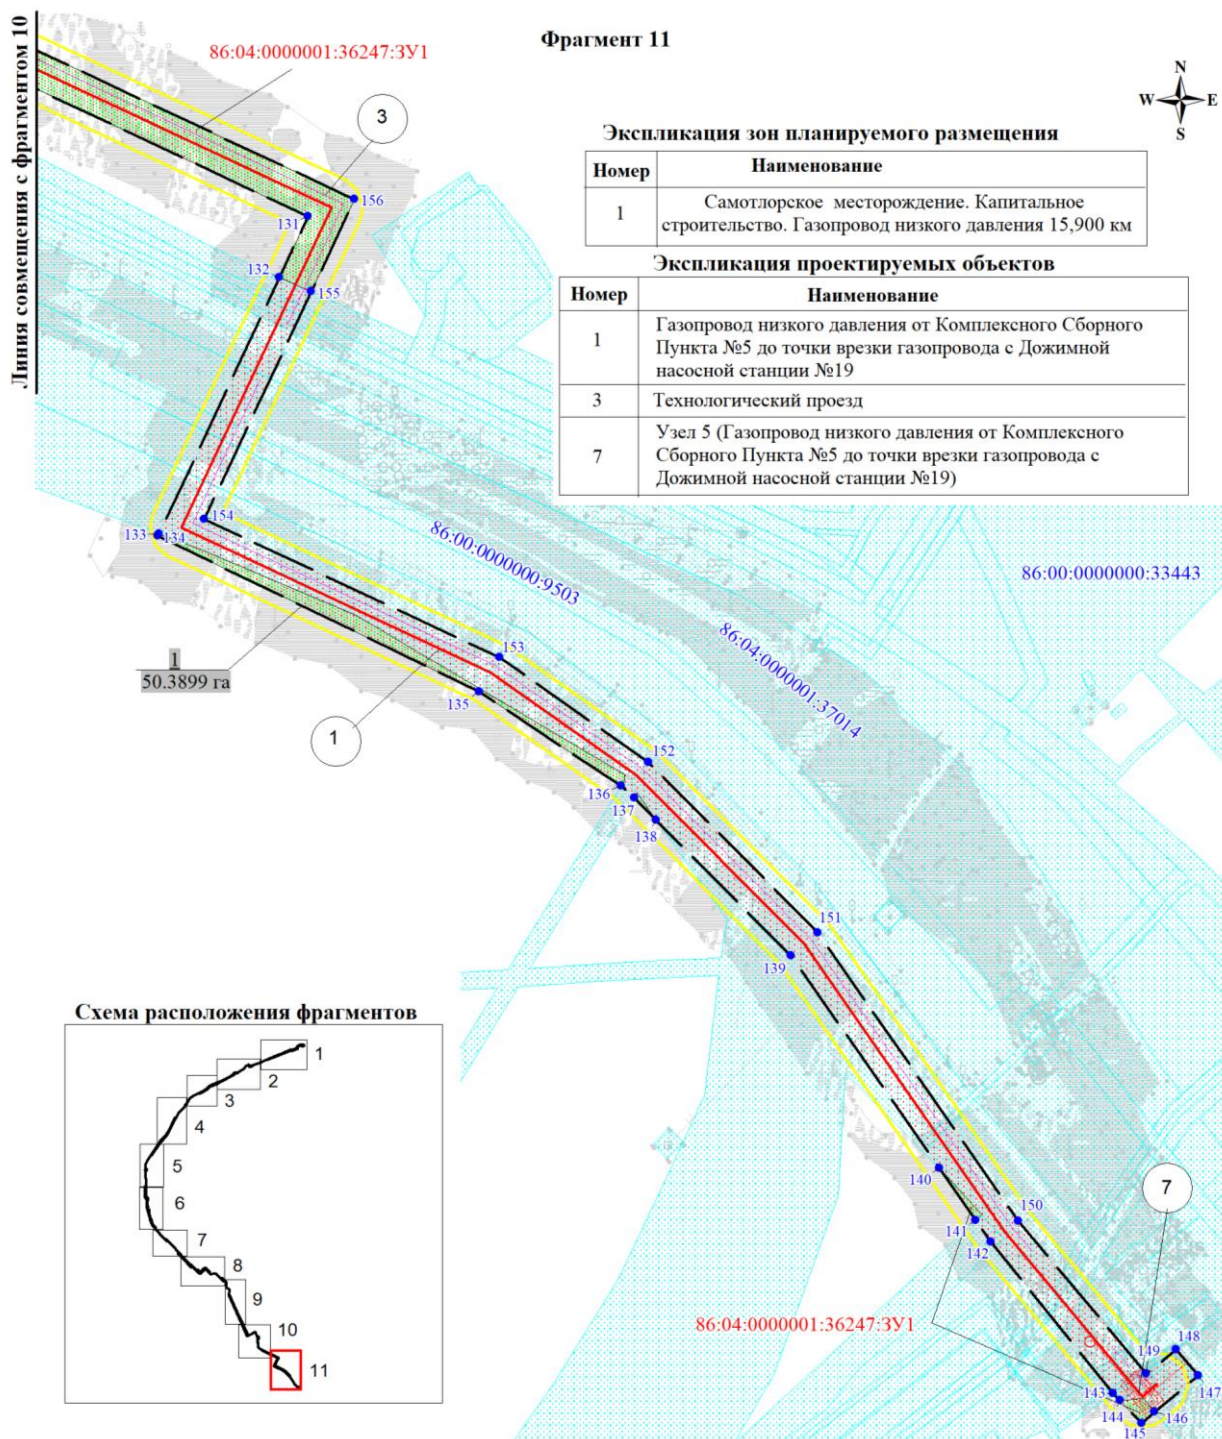 Фрагмент 11
Линия совмещения с фрагментом 10
86:04:0000001:36247:ЗУ1
3
N
W E
S
Экспликация зон планируемого размещения
Номер Наименование
1 Самотлорское месторождение. Капитальное
строительство. Газопровод низкого давления 15,900 км
Экспликация проектируемых объектов
Номер Наименование
1 Газопровод низкого давления от Комплексного Сборного
Пункта №5 до точки врезки газопровода с Дожимной
насосной станции №19
3 Технологический проезд
7 Узел 5 (Газопровод низкого давления от Комплексного
Сборного Пункта №5 до точки врезки газопровода с
Дожимной насосной станции №19)
156
131
132
155
154
133
134
86:00:0000000:9503
86:00:0000000:33443
86:04:0000001:37014
153
1
50.3899 га
135
1
152
136
137
138
151
139
140
141
142
150
7
86:04:0000001:36247:ЗУ1
148
149
147
143
144
146
145
Схема расположения фрагментов
1
2
3
4
5
6
7
8
9
10
11